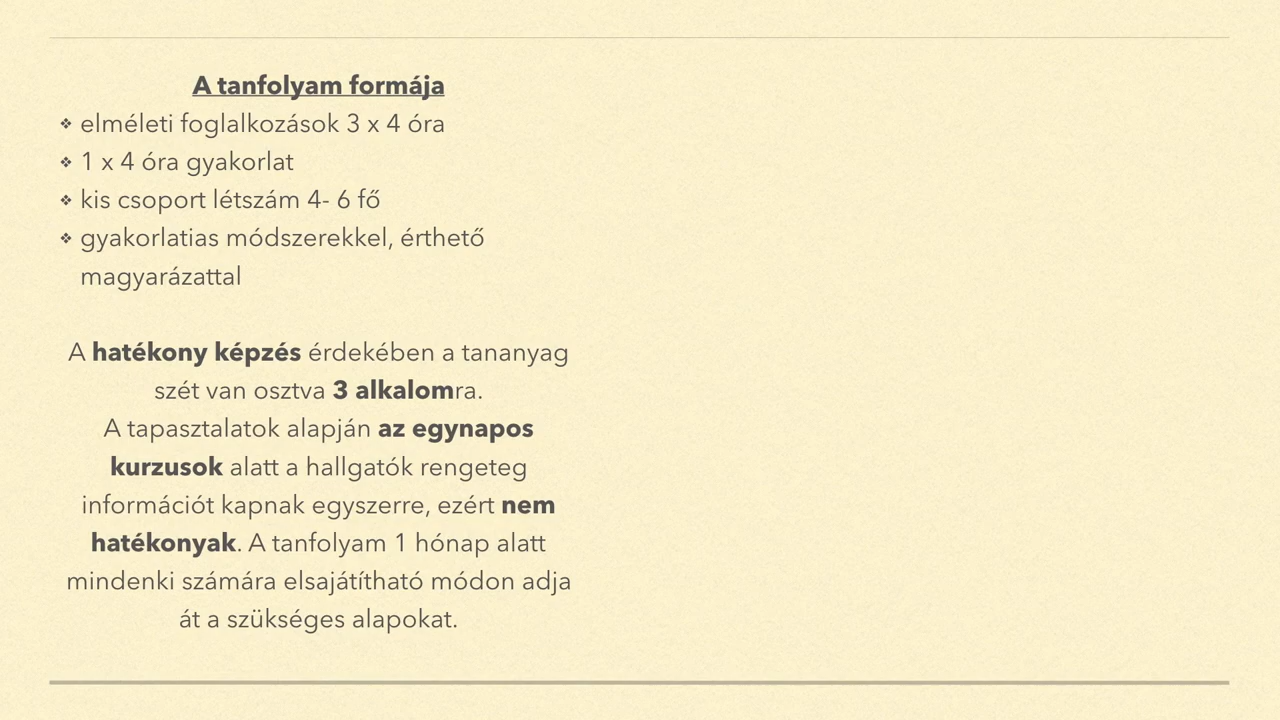 A tanfolyam formája
❖ elméleti foglalkozások 3 x 4 óra
❖ 1 x 4 óra gyakorlat
❖ kis csoport létszám 4- 6 fő
❖ gyakorlatias módszerekkel, érthető
magyarázattal
A hatékony képzés érdekében a tananyag
szét van osztva 3 alkalomra.
A tapasztalatok alapján az egynapos
kurzusok alatt a hallgatók rengeteg
információt kapnak egyszerre, ezért nem
hatékonyak. A tanfolyam 1 hónap alatt
mindenki számára elsajátítható módon adja
át a szükséges alapokat.